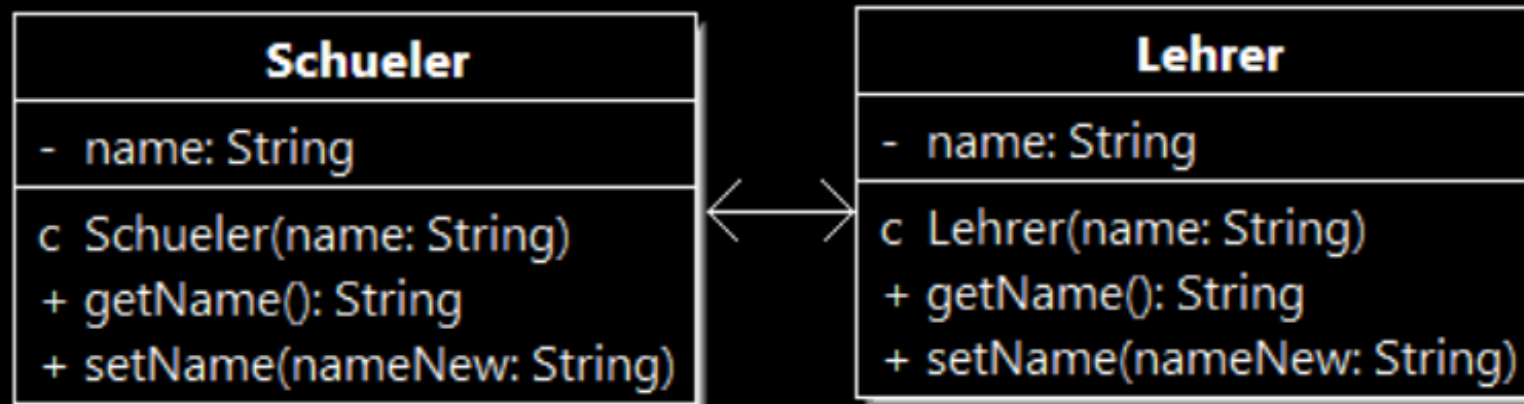 Schueler
- name: String
c Schueler(name: String)
+ getName(): String
+ setName(nameNew: String)
Lehrer
- name: String
c Lehrer(name: String)
+ getName(): String
+ setName(nameNew: String)